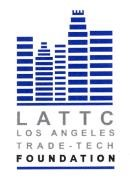 LATTC
LOS ANGELES
TRADE-TECH
FOUNDATION